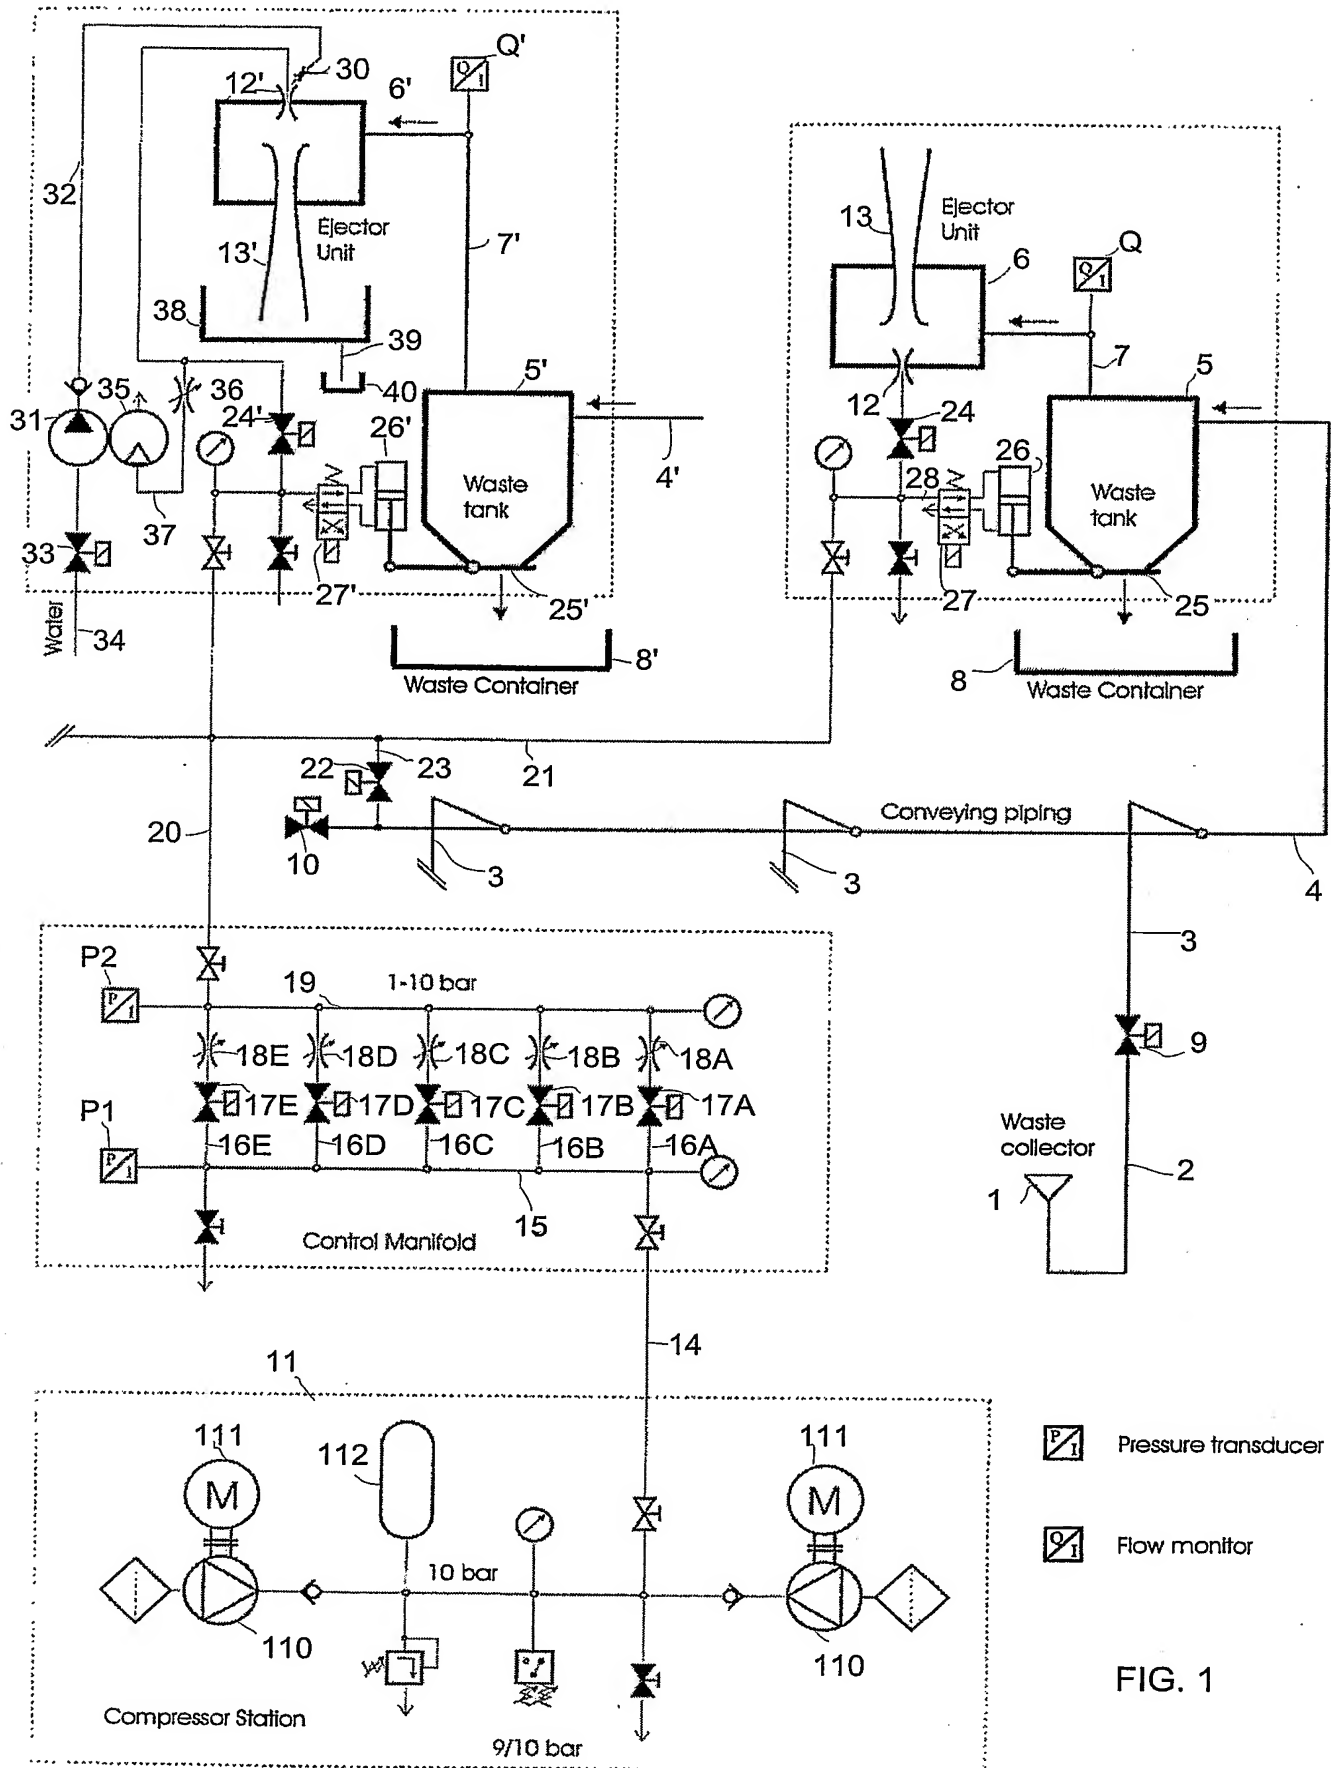 Q'
Q
I
30
12'
6'
32
Ejector
Unit
13'
7'
38
39
40
35
36
31
24'
26'
5'
4'
Waste
tank
33
37
27'
25'
Water
34
8'
Waste Container
13
Ejector
Unit
6
Q
Q
I
7
5
12
24
26
28
Waste
tank
27
25
8
Waste Container
21
22
23
20
10
3
3
Conveying piping
4
3
P2
P
I
19
1-10 bar
18E
18D
18C
18B
18A
9
17E
17D
17C
17B
17A
P1
P
I
16E
16D
16C
16B
16A
Waste
collector
1
2
15
Control Manifold
14
11
111
M
112
111
M
P
I
Pressure transducer
Q
I
Flow monitor
10 bar
110
110
Compressor Station
9/10 bar
FIG. 1